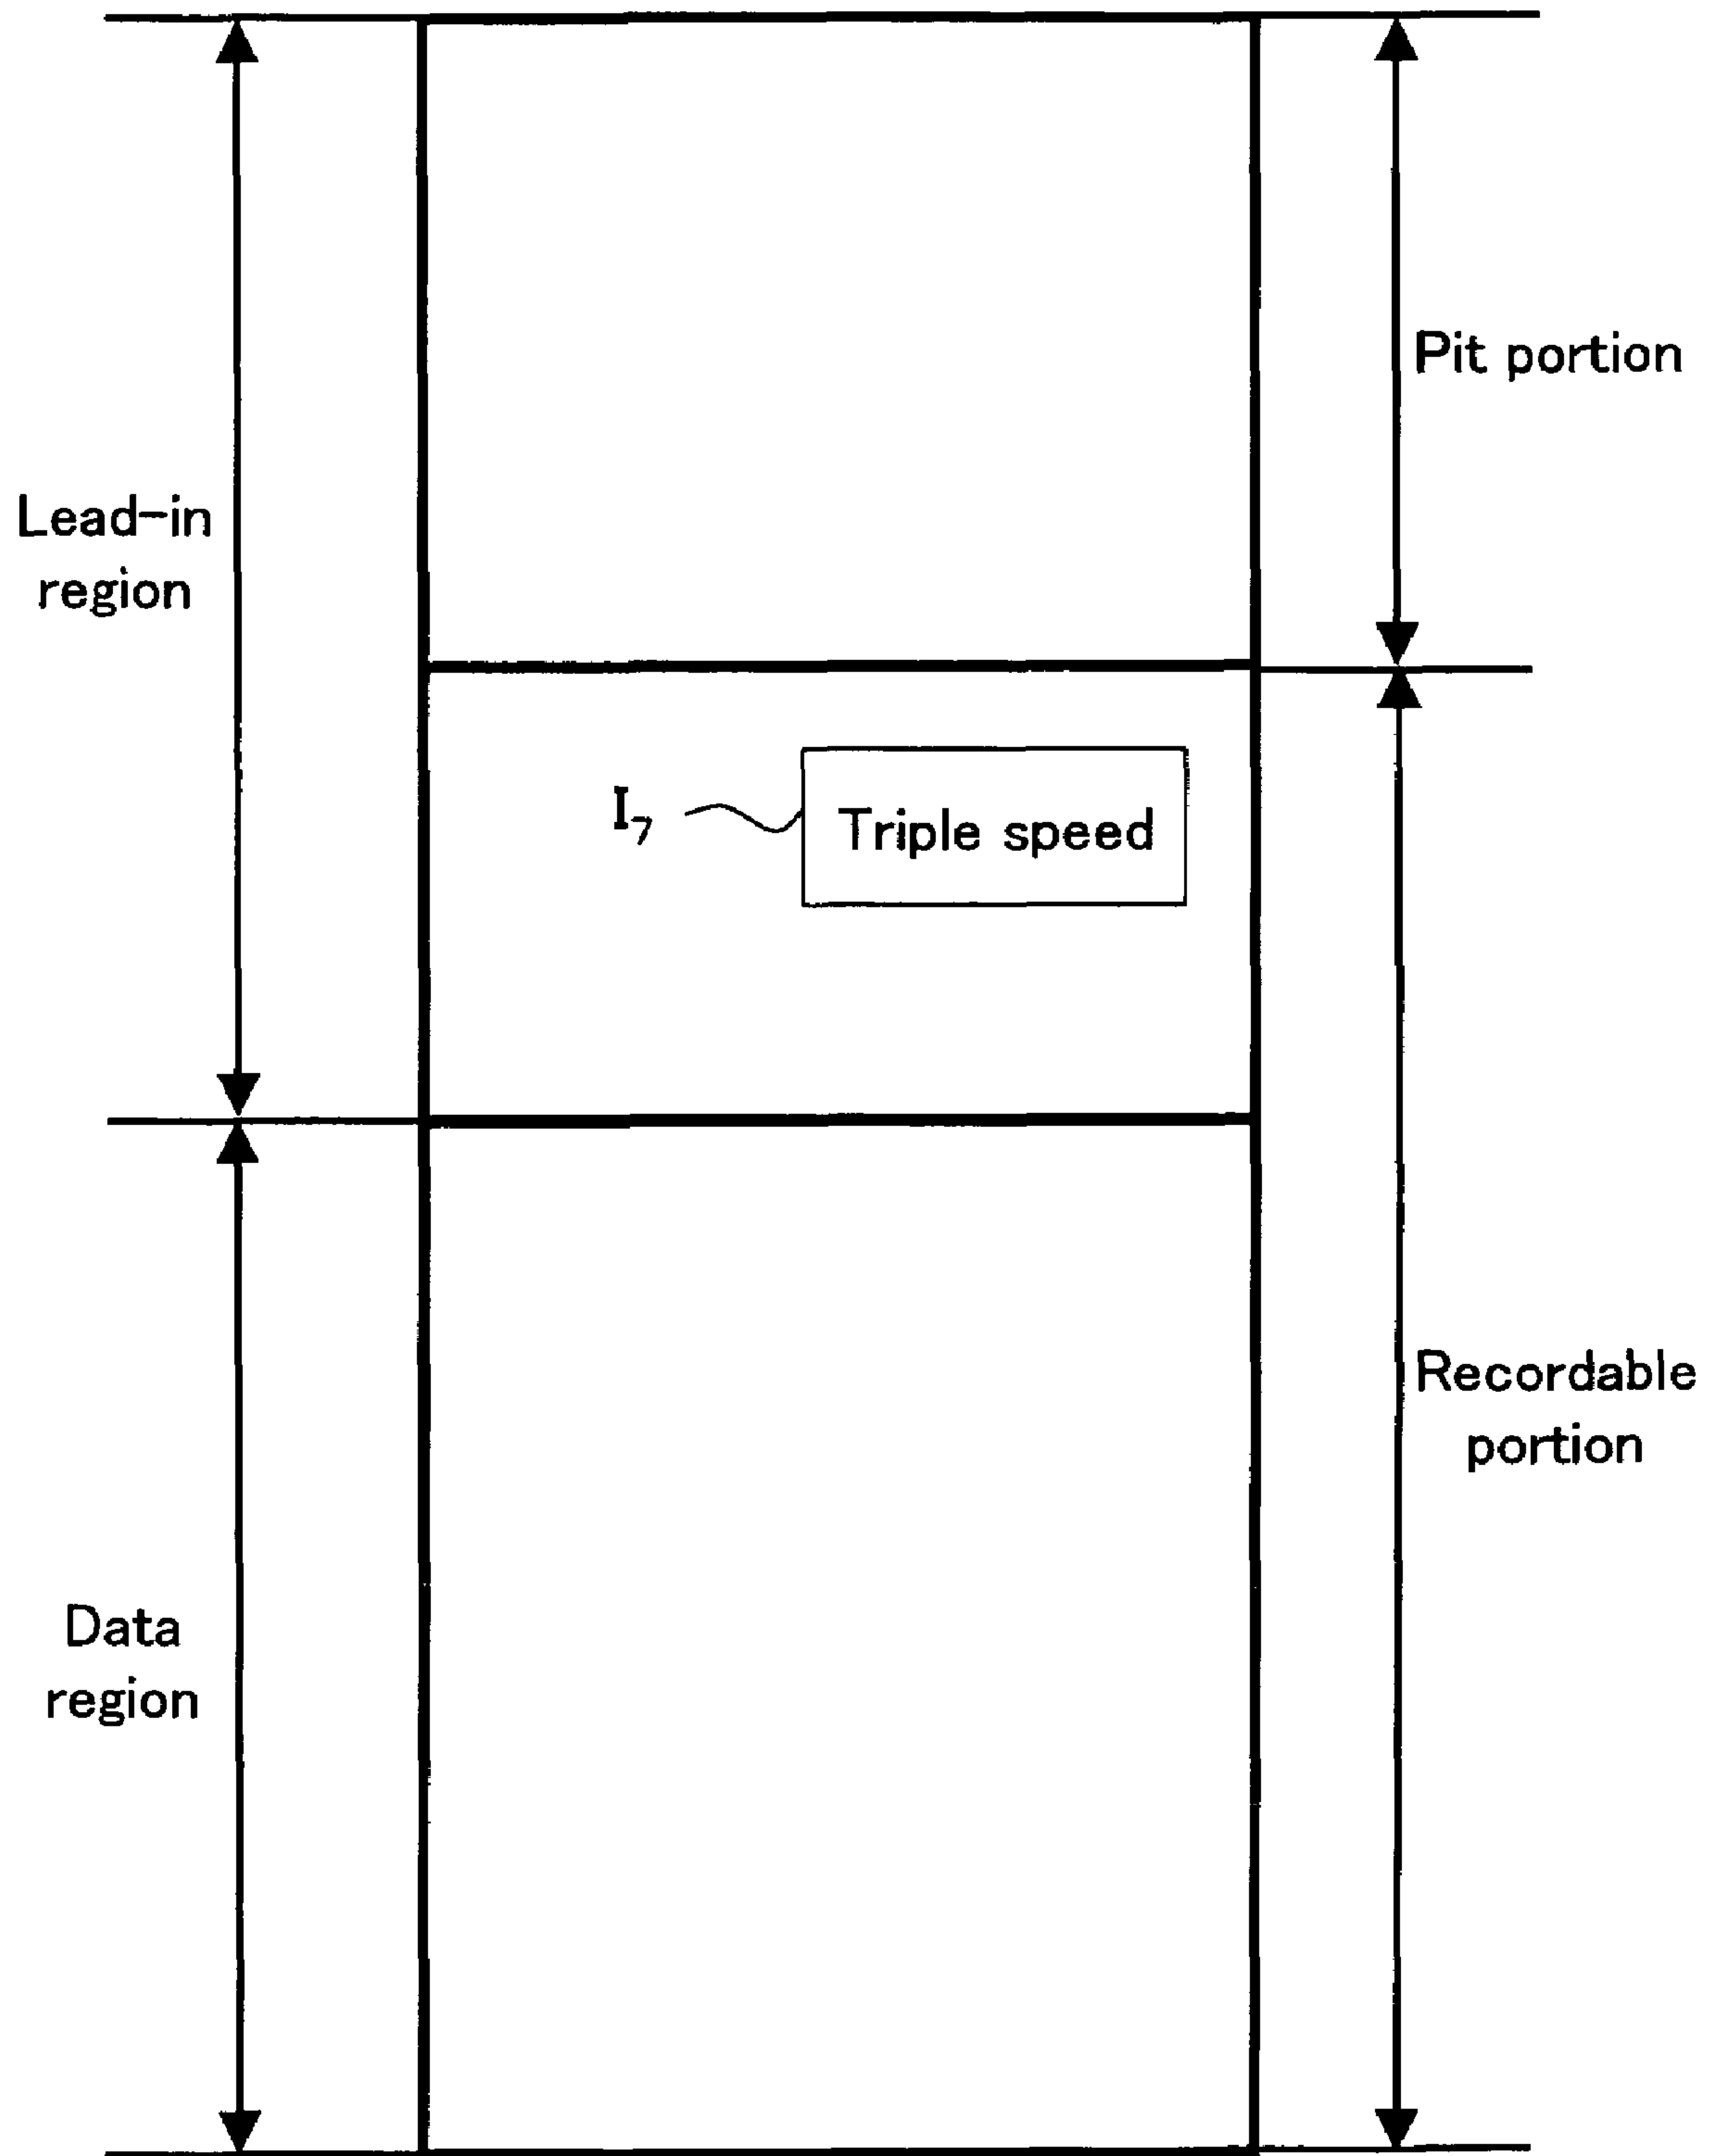 Pit portion
Lead-in
region
I₇
Triple speed
Recordable
portion
Data
region